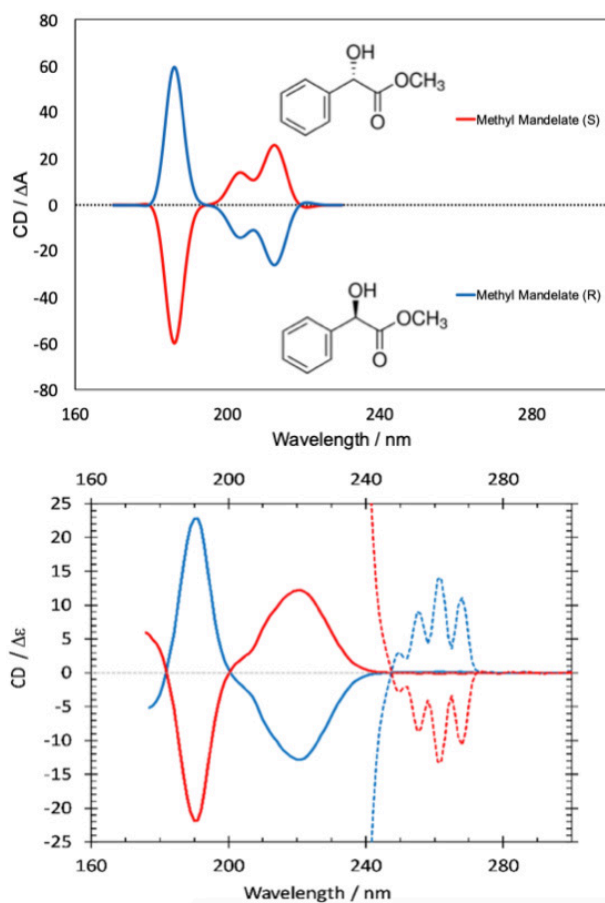 80
60
40
20
0
-20
-40
-60
-80
CD / ΔA
OH
OCH3
O
Methyl Mandelate (S)
OH
OCH3
O
Methyl Mandelate (R)
160 200 240 280
Wavelength / nm
160 200 240 280
25
20
15
10
5
0
-5
-10
-15
-20
-25
CD / Δε
160 200 240 280
Wavelength / nm